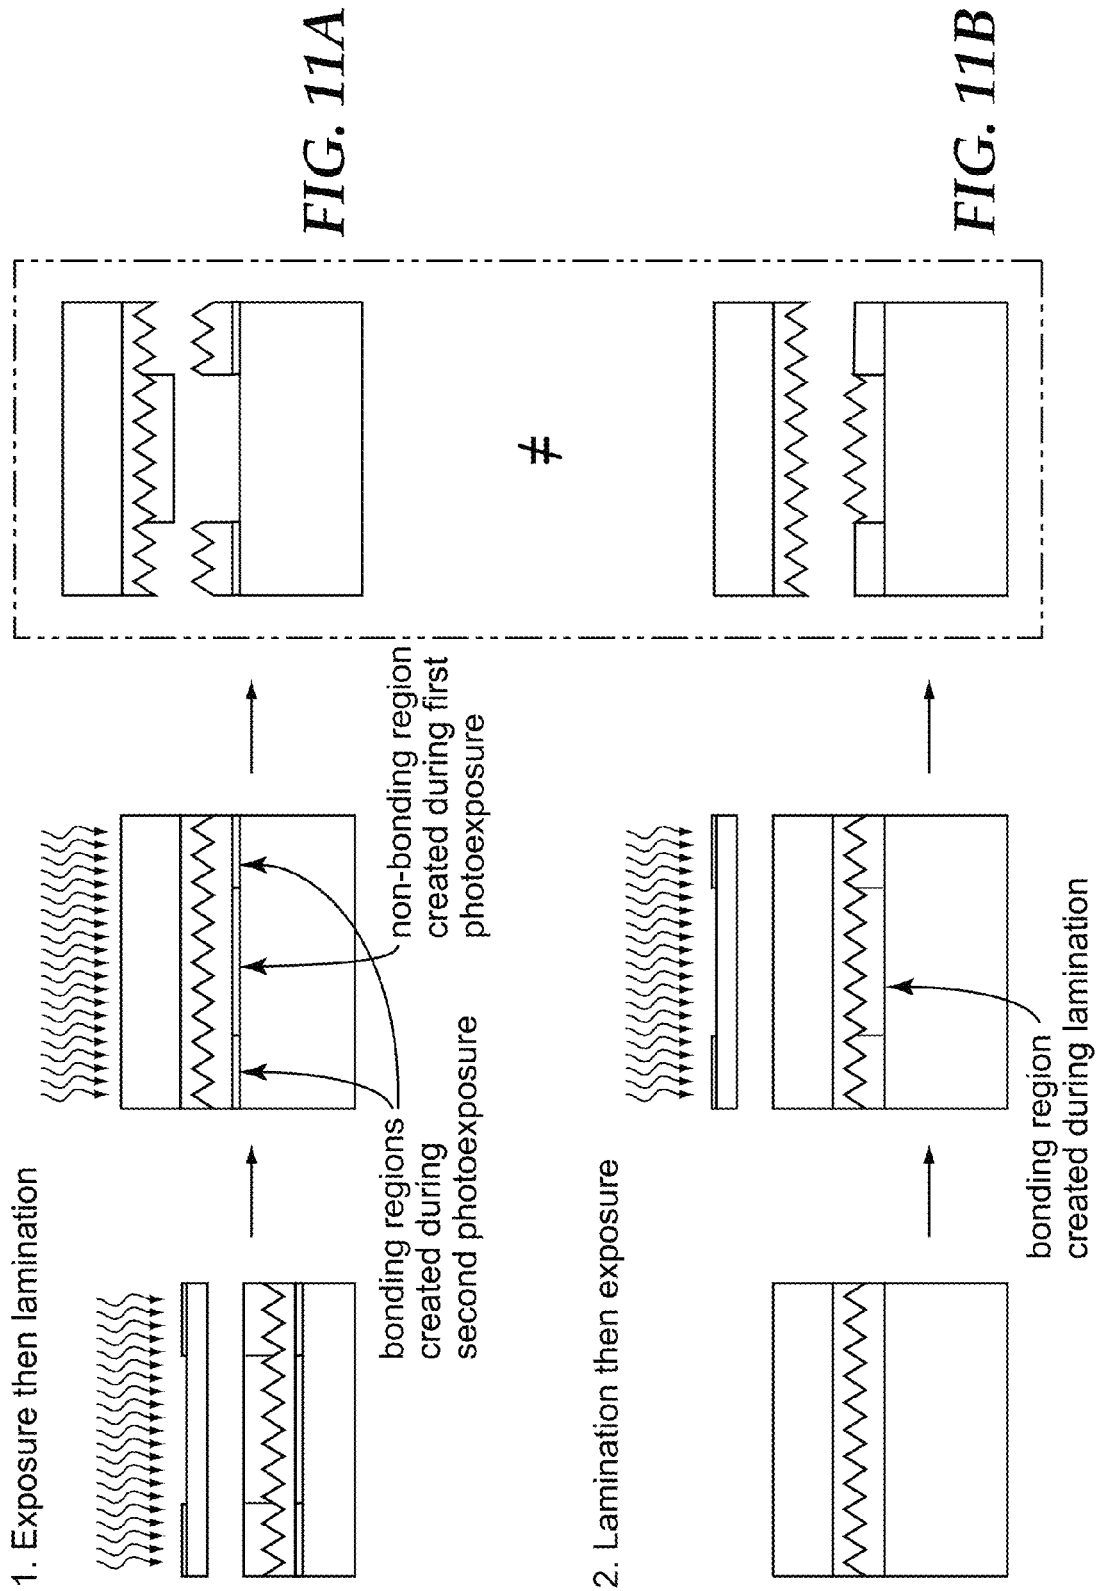 1. Exposure then lamination
bonding regions
created during
second photoexposure
non-bonding region
created during first
photoexposure
FIG. 11A
≠
2. Lamination then exposure
bonding region
created during lamination
FIG. 11B